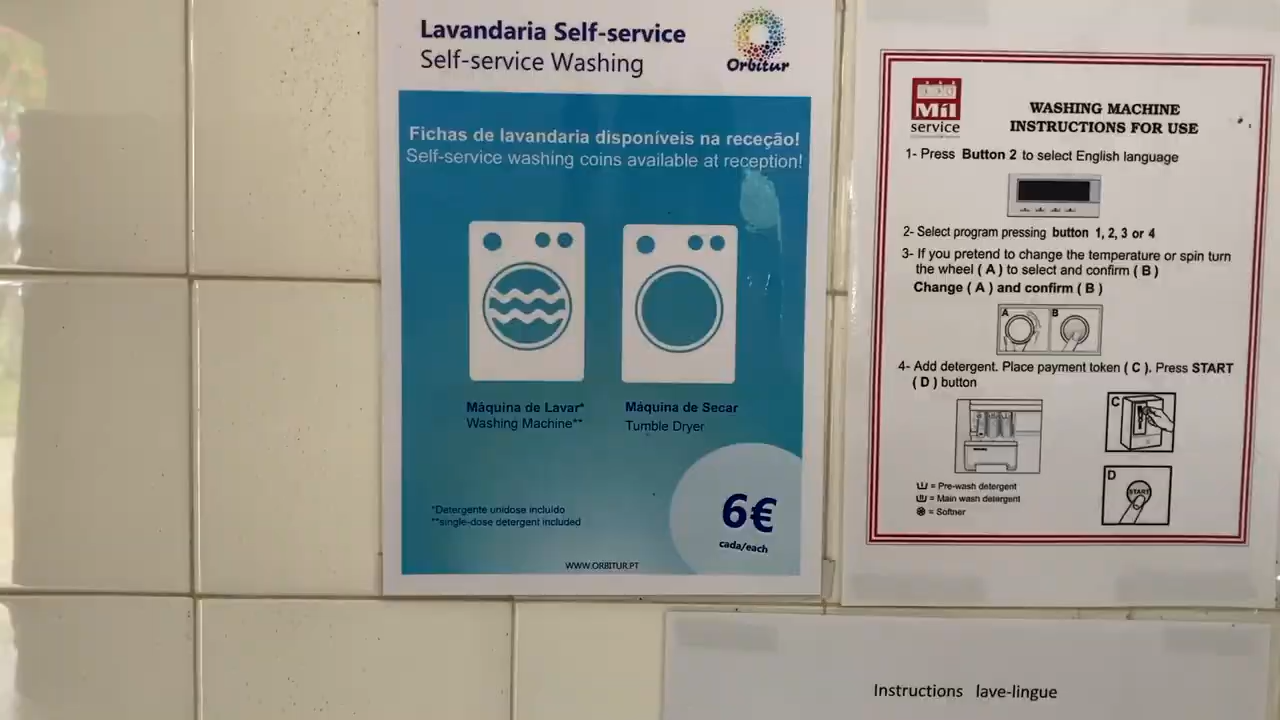 Lavandaria Self-service
Self-service Washing
Orbitur
Fichas de lavandaria disponíveis na receção!
Self-service washing coins available at reception!
Máquina de Lavar*
Washing Machine**
Máquina de Secar
Tumble Dryer
*Detergente unidose incluído
**single-dose detergent included
6€
cada/each
WWW.ORBITUR.PT
Mil
service
WASHING MACHINE
INSTRUCTIONS FOR USE
1- Press Button 2 to select English language
2- Select program pressing button 1, 2, 3 or 4
3- If you pretend to change the temperature or spin turn
the wheel ( A ) to select and confirm ( B )
Change ( A ) and confirm ( B )
A
B
4- Add detergent. Place payment token ( C ). Press START
( D ) button
C
D
START
= Pre-wash detergent
= Main wash detergent
= Softner
Instructions lave-lingue